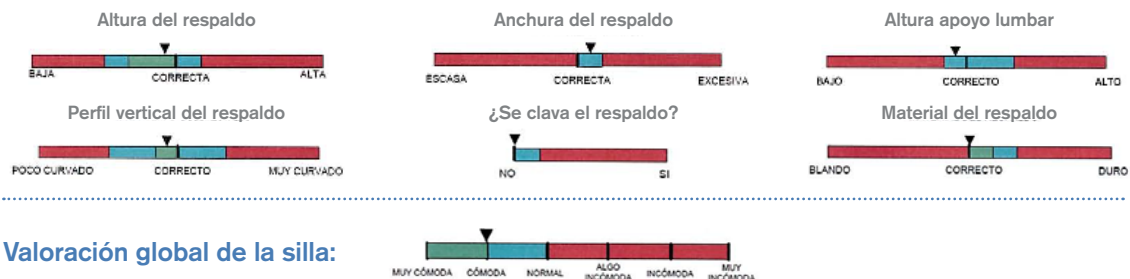 Altura del respaldo
Anchura del respaldo
Altura apoyo lumbar
BAJA
CORRECTA
ALTA
ESCASA
CORRECTA
EXCESIVA
BAJO
CORRECTO
ALTO
Perfil vertical del respaldo
¿Se clava el respaldo?
Material del respaldo
POCO CURVADO
CORRECTO
MUY CURVADO
NO
SI
BLANDO
CORRECTO
DURO
Valoración global de la silla:
MUY CÓMODA
CÓMODA
NORMAL
ALGO
INCÓMODA
INCÓMODA
MUY
INCÓMODA